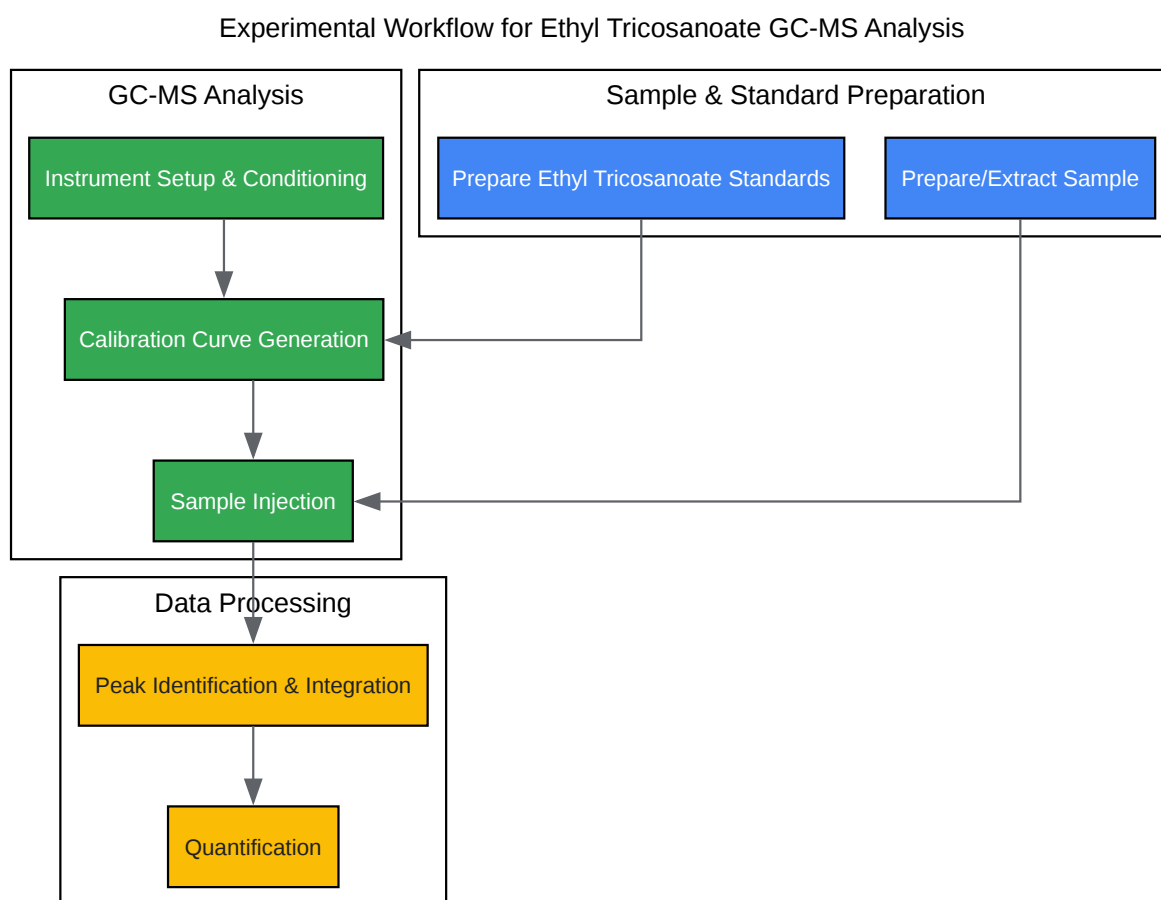 Experimental Workflow for Ethyl Tricosanoate GC-MS Analysis
GC-MS Analysis
Sample & Standard Preparation
Instrument Setup & Conditioning
Prepare Ethyl Tricosanoate Standards
Prepare/Extract Sample
Calibration Curve Generation
Sample Injection
Data Processing
Peak Identification & Integration
Quantification